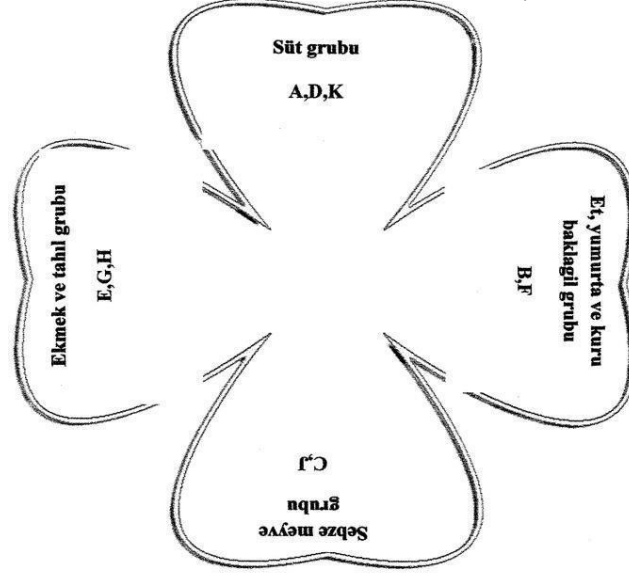 Süt grubu
A,D,K
Et, yumurta ve kuru
baklagil grubu
B,F
Sebze meyve
grubu
C,J
Ekmek ve tahıl grubu
E,G,H